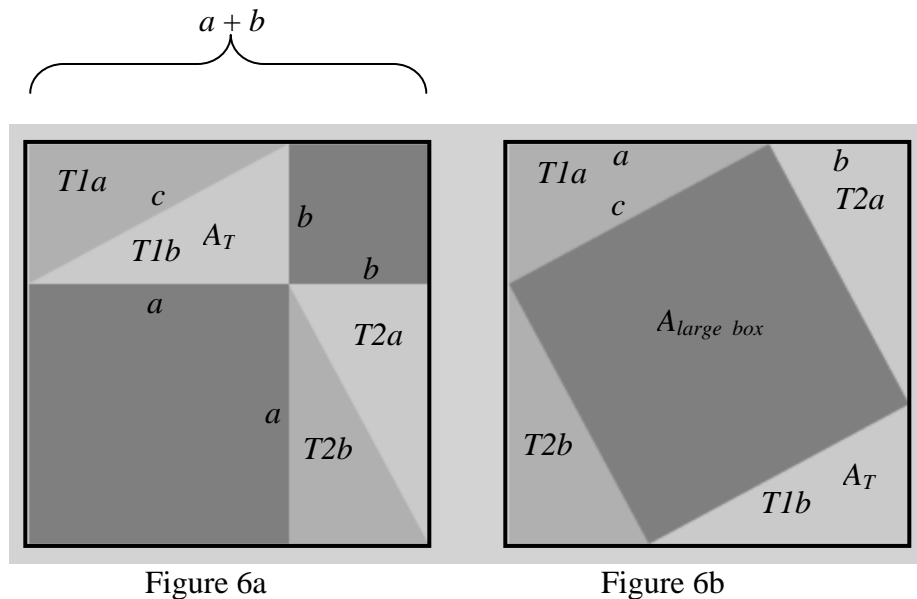 a + b
T1a c
T1b A_T b
b
a
T2a
a
T2b
a b
T1a T2a
c
A_large box
T2b
A_T
T1b
Figure 6a Figure 6b